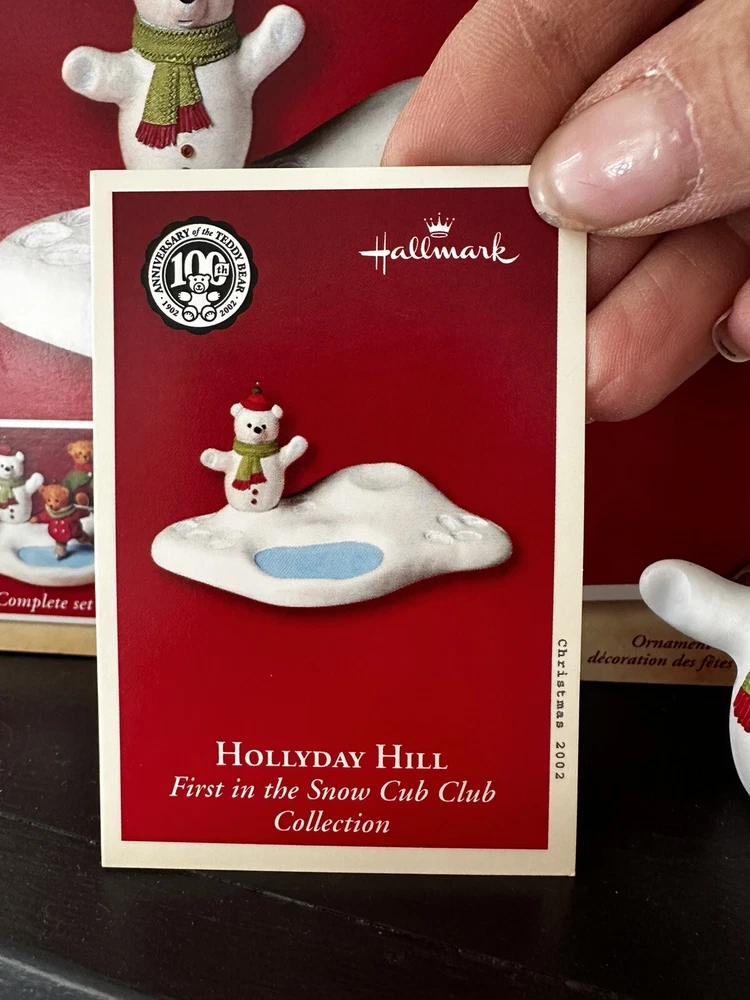 ANNIVERSARY of the TEDDY BEAR
100th
1902 · 2002
Hallmark
Complete set
Ornament
décoration des fêtes
Christmas 2002
HOLLYDAY HILL
First in the Snow Cub Club
Collection